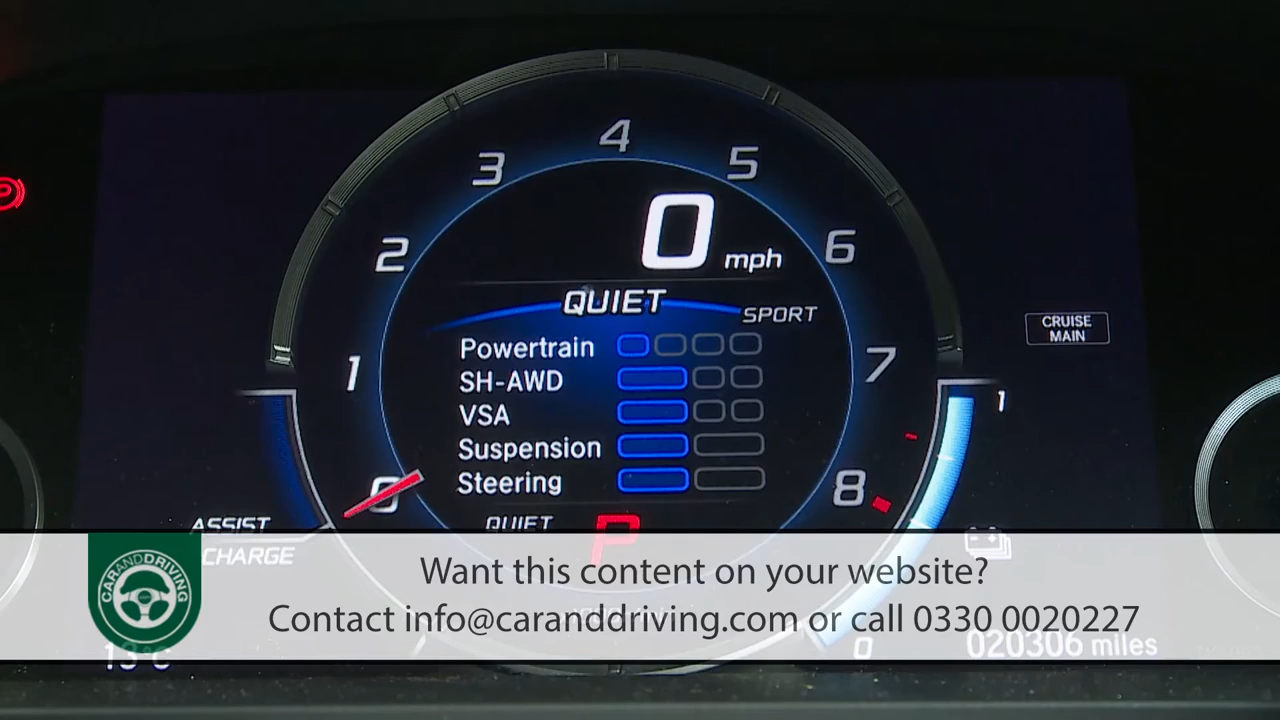 4
3
5
2
0 mph
6
QUIET
SPORT
CRUISE
MAIN
Powertrain
SH-AWD
VSA
Suspension
Steering
1
7
1
0
8
QUIET
P
ASSIST
CHARGE
CARANDDRIVING
Want this content on your website?
Contact info@caranddriving.com or call 0330 0020227
13°C
0
020306 miles